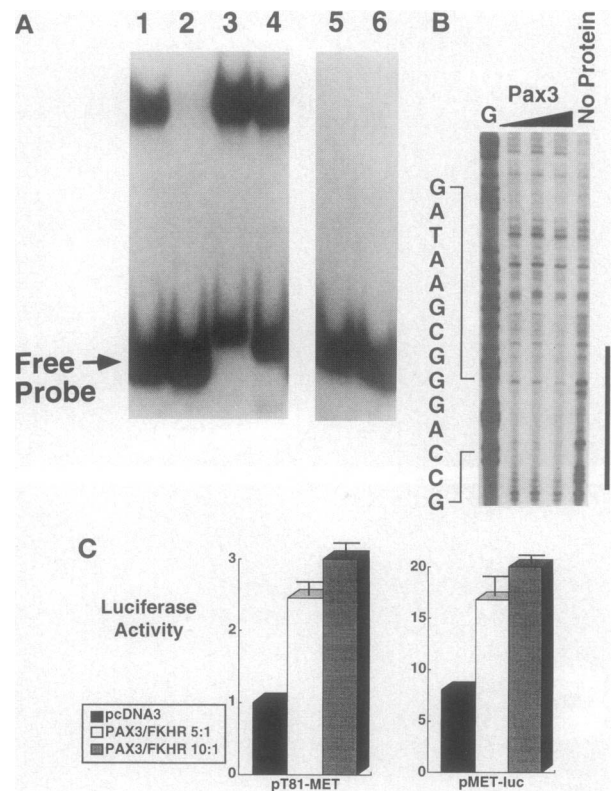 A
1 2 3 4 5 6
Free
Probe
B
G
Pax3
No Protein
G
A
T
A
A
G
C
G
G
G
A
C
C
G
C
Luciferase
Activity
pcDNA3
PAX3/FKHR 5:1
PAX3/FKHR 10:1
3
2
1
0
pT81-MET
20
15
10
5
0
pMET-luc